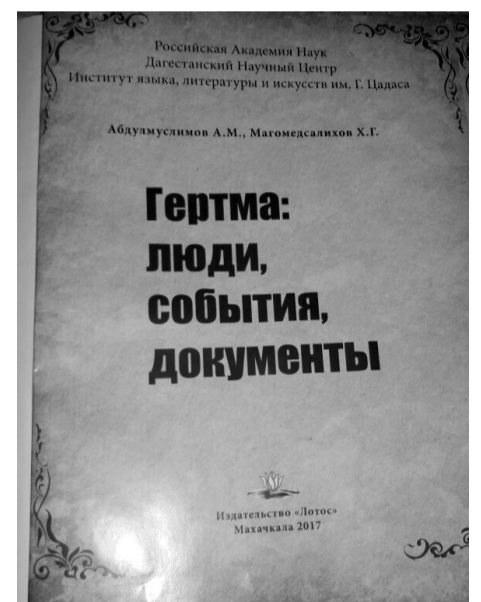 Российская Академия Наук
Дагестанский Научный Центр
Институт языка, литературы и искусств им. Г. Цадаса
Абдулмуслимов А.М., Магомедсалихов Х.Г.
Гертма:
люди,
события,
документы
Издательство «Лотос»
Махачкала 2017